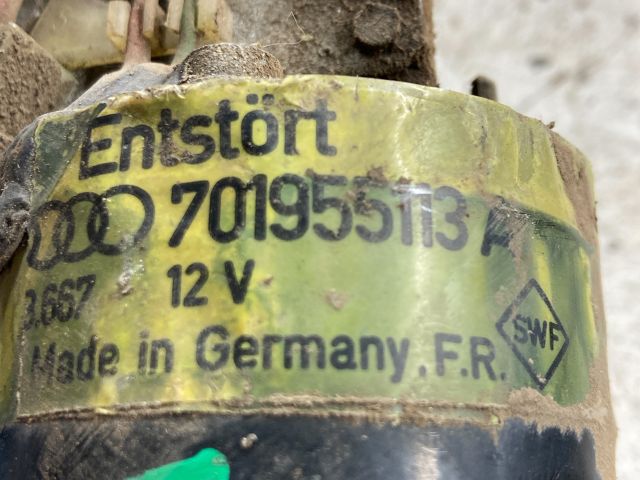 Entstört
701955113 A
3.667 12 V
Made in Germany, F.R. SWF